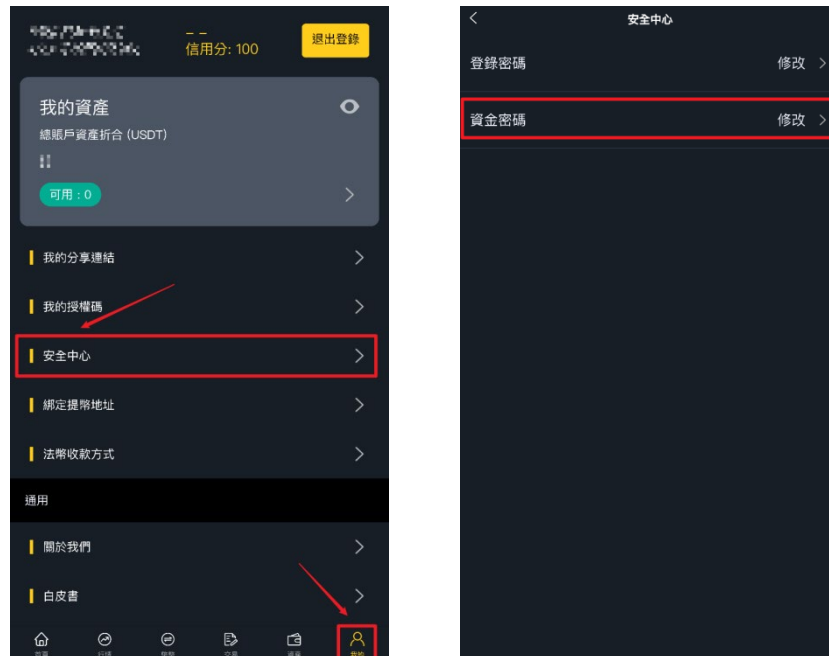 信用分: 100
退出登錄
我的資產
總賬戶資產折合 (USDT)
可用 : 0
我的分享連結
我的授權碼
安全中心
綁定提幣地址
法幣收款方式
通用
關於我們
白皮書
我的
安全中心
登錄密碼
修改
資金密碼
修改